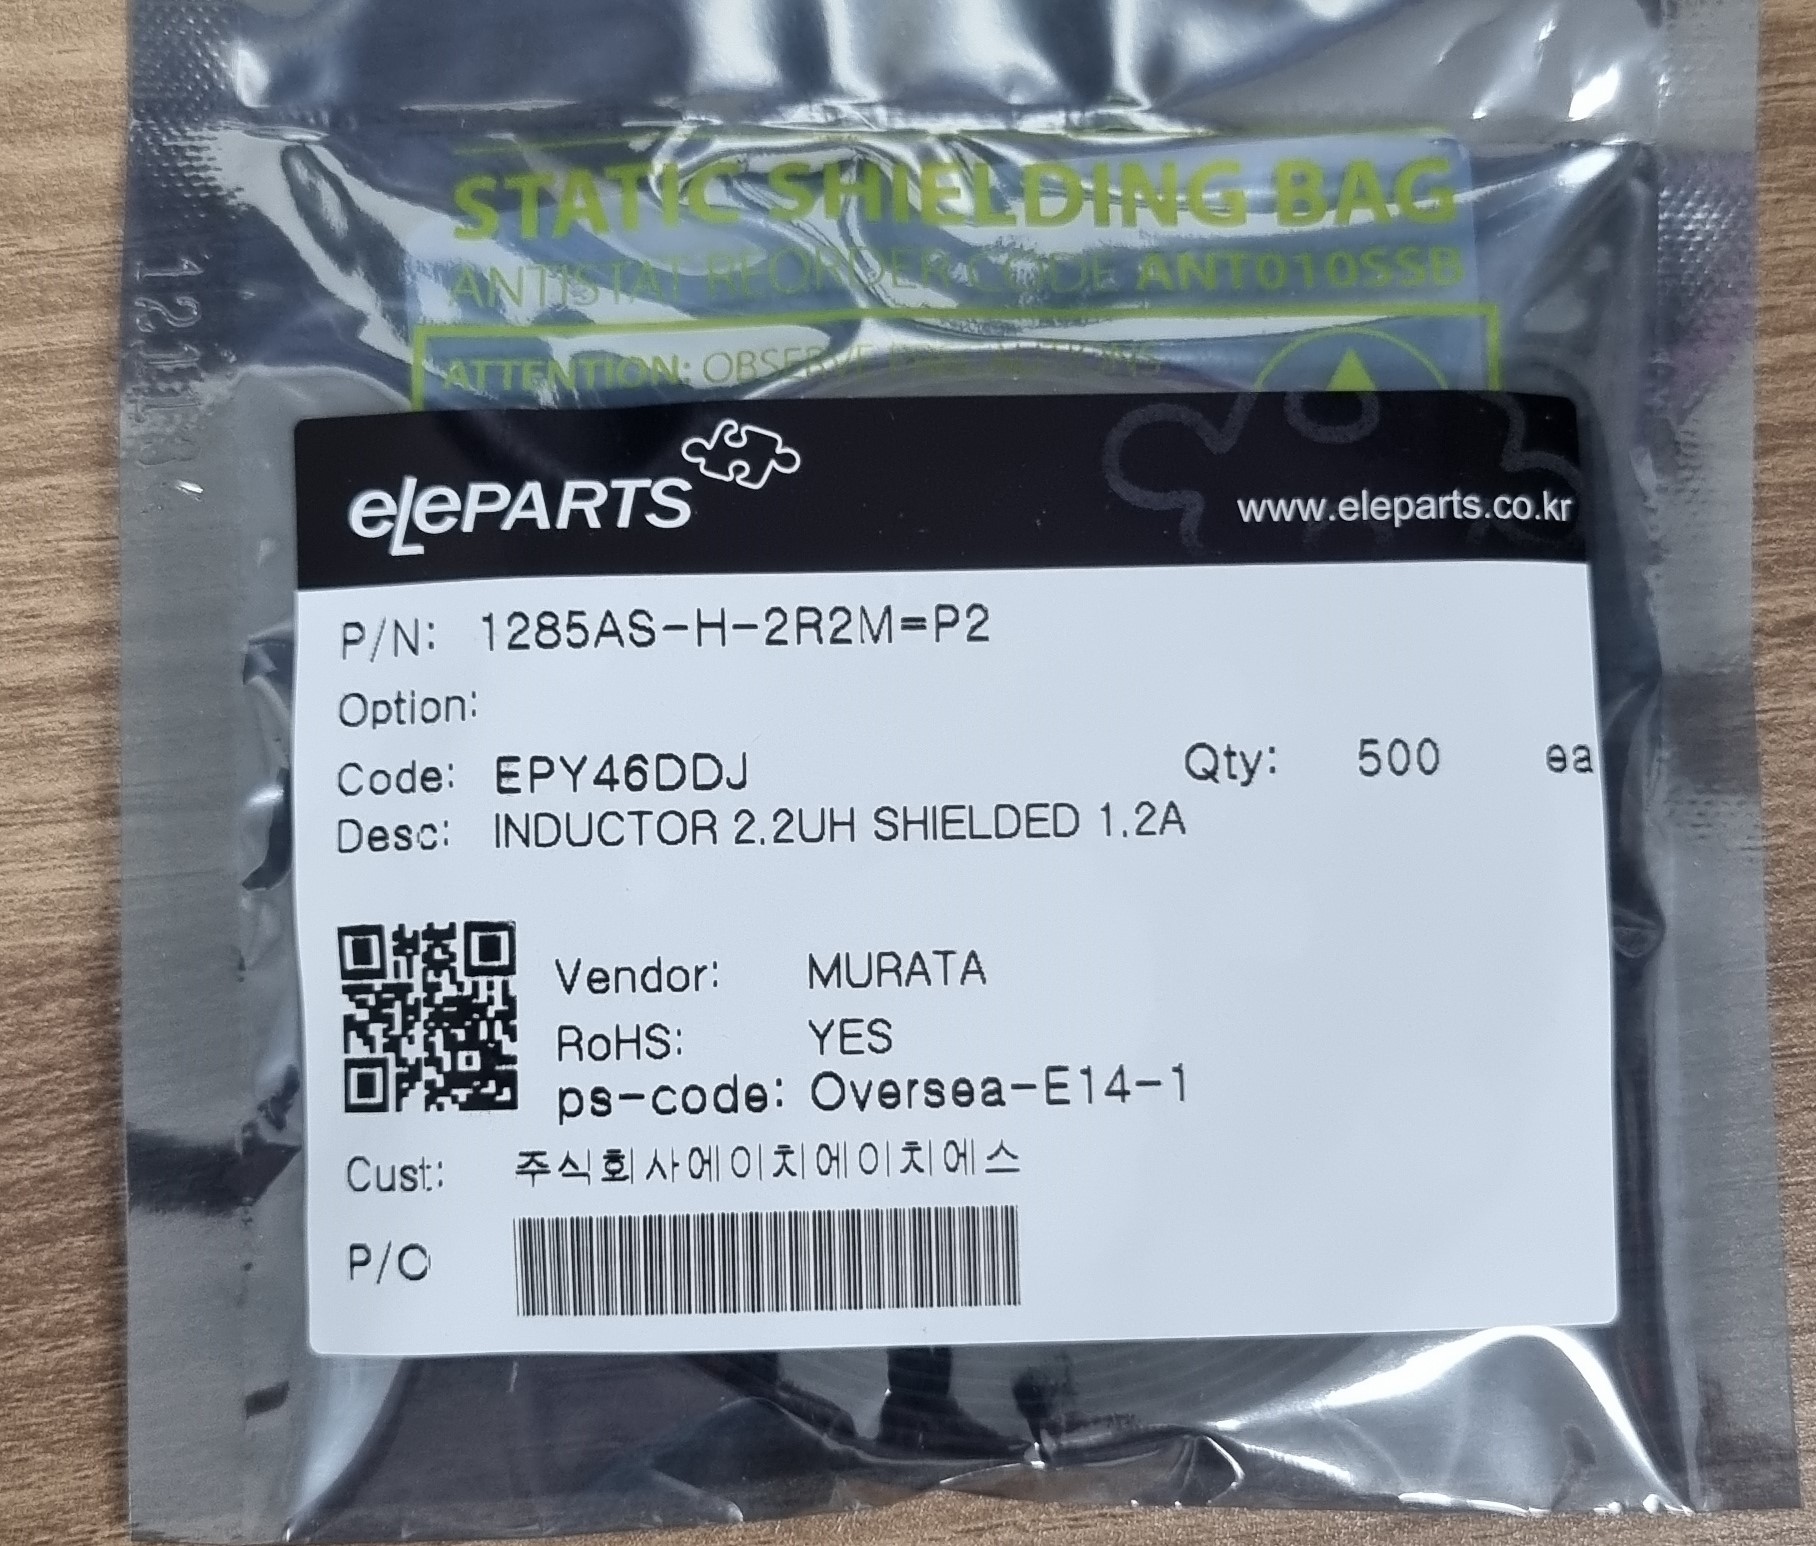 STATIC SHIELDING BAG
ANTISTAT REORDER CODE ANT010SSB
ATTENTION: OBSERVE
eLePARTS
www.eleparts.co.kr
P/N: 1285AS-H-2R2M=P2
Option:
Code: EPY46DDJ Qty: 500 ea
Desc: INDUCTOR 2.2UH SHIELDED 1.2A
Vendor: MURATA
RoHS: YES
ps-code: Oversea-E14-1
Cust: 주식회사에이치에이치에스
P/O